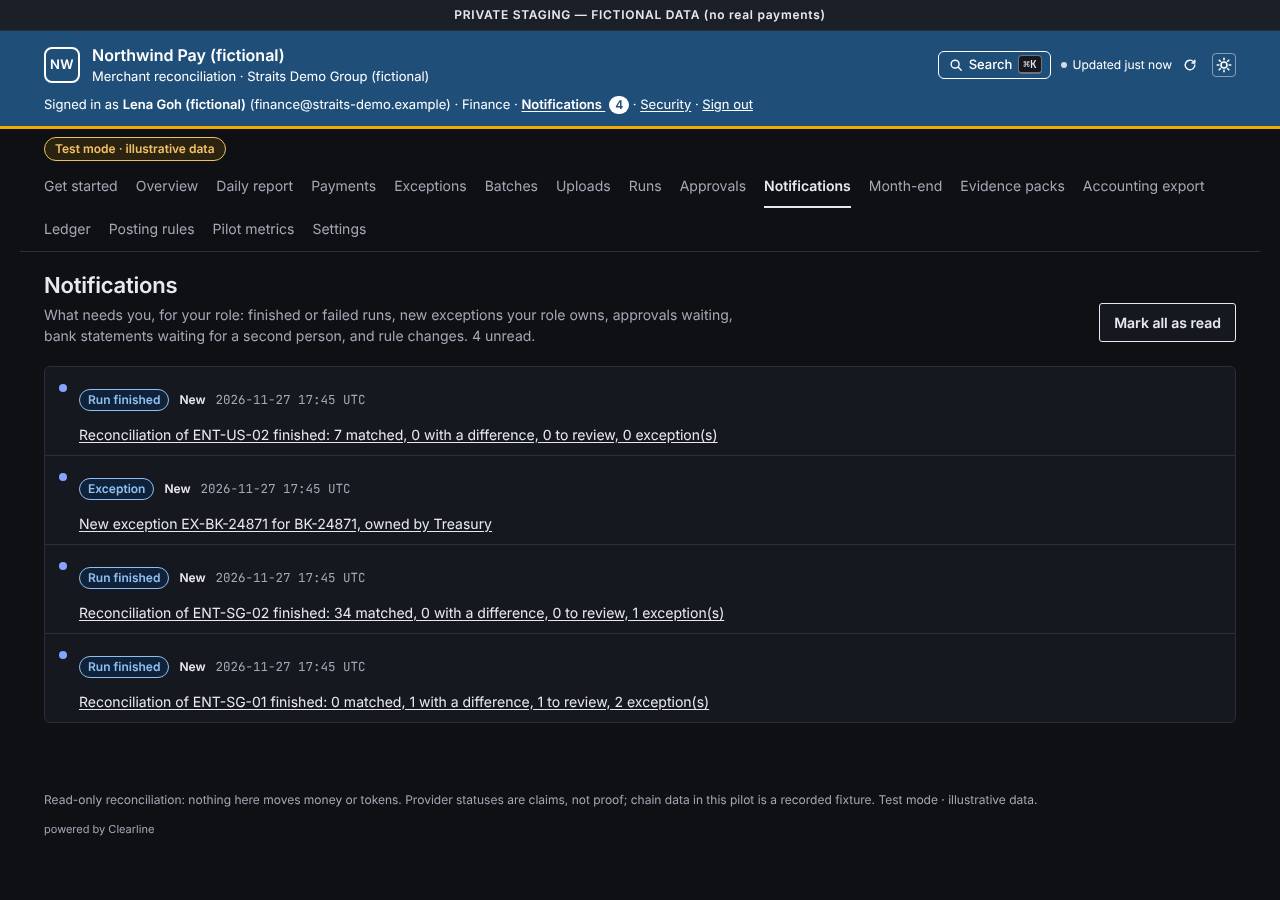 PRIVATE STAGING — FICTIONAL DATA (no real payments)
NW
Northwind Pay (fictional)
Merchant reconciliation · Straits Demo Group (fictional)
Search ⌘K
Updated just now
Signed in as Lena Goh (fictional) (finance@straits-demo.example) · Finance · Notifications 4 · Security · Sign out
Test mode · illustrative data
Get started Overview Daily report Payments Exceptions Batches Uploads Runs Approvals Notifications Month-end Evidence packs Accounting export
Ledger Posting rules Pilot metrics Settings
Notifications
What needs you, for your role: finished or failed runs, new exceptions your role owns, approvals waiting,
bank statements waiting for a second person, and rule changes. 4 unread.
Mark all as read
Run finished New 2026-11-27 17:45 UTC
Reconciliation of ENT-US-02 finished: 7 matched, 0 with a difference, 0 to review, 0 exception(s)
Exception New 2026-11-27 17:45 UTC
New exception EX-BK-24871 for BK-24871, owned by Treasury
Run finished New 2026-11-27 17:45 UTC
Reconciliation of ENT-SG-02 finished: 34 matched, 0 with a difference, 0 to review, 1 exception(s)
Run finished New 2026-11-27 17:45 UTC
Reconciliation of ENT-SG-01 finished: 0 matched, 1 with a difference, 1 to review, 2 exception(s)
Read-only reconciliation: nothing here moves money or tokens. Provider statuses are claims, not proof; chain data in this pilot is a recorded fixture. Test mode · illustrative data.
powered by Clearline